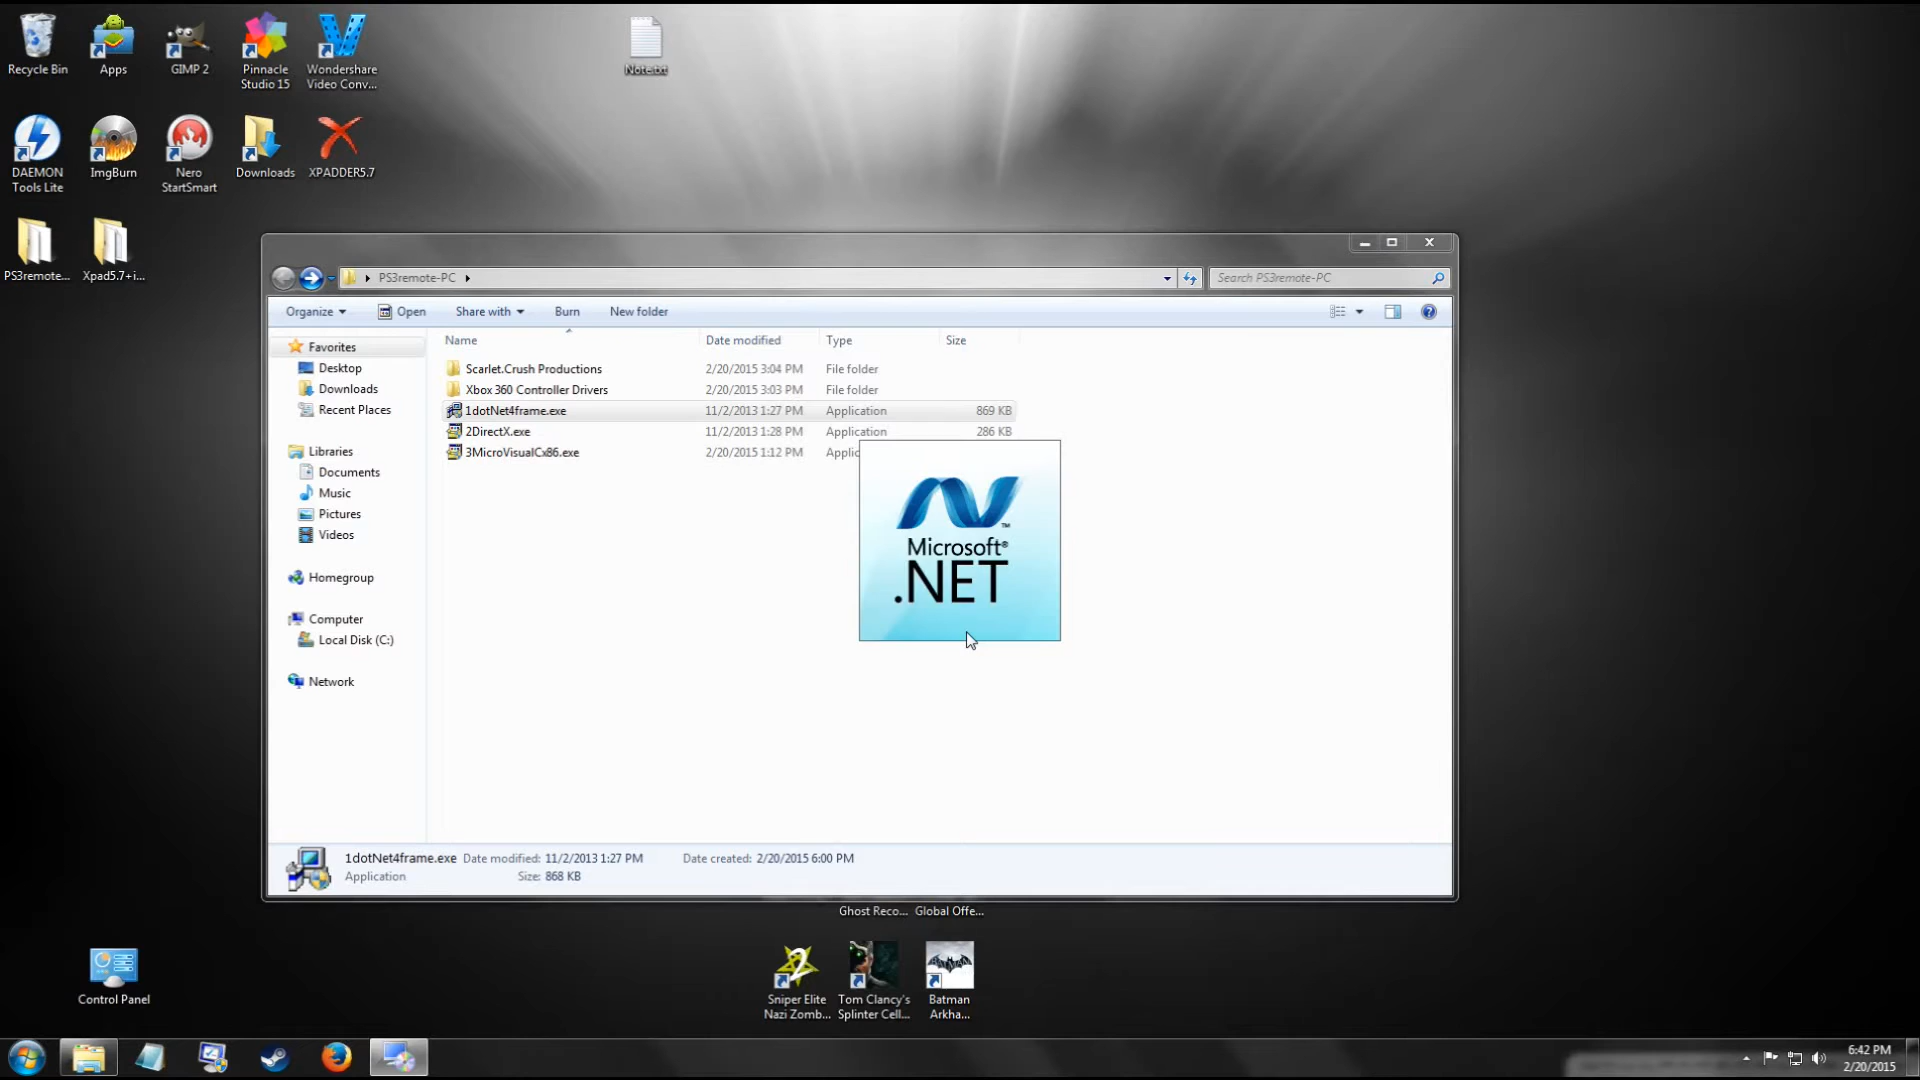 Recycle Bin
Apps
GIMP 2
Pinnacle
Studio 15
Wondershare
Video Conv...
Note.txt
DAEMON
Tools Lite
ImgBurn
Nero
StartSmart
Downloads
XPADDER5.7
PS3remote...
Xpad5.7+i...
PS3remote-PC
Search PS3remote-PC
Organize
Open
Share with
Burn
New folder
Name
Date modified
Type
Size
Favorites
Desktop
Downloads
Recent Places
Libraries
Documents
Music
Pictures
Videos
Homegroup
Computer
Local Disk (C:)
Network
Scarlet.Crush Productions 2/20/2015 3:04 PM File folder
Xbox 360 Controller Drivers 2/20/2015 3:03 PM File folder
1dotNet4frame.exe 11/2/2013 1:27 PM Application 869 KB
2DirectX.exe 11/2/2013 1:28 PM Application 286 KB
3MicroVisualCx86.exe 2/20/2015 1:12 PM Applic
Microsoft®
.NET
1dotNet4frame.exe Date modified: 11/2/2013 1:27 PM Date created: 2/20/2015 6:00 PM
Application Size: 868 KB
Ghost Reco...
Global Offe...
Control Panel
Sniper Elite
Nazi Zomb...
Tom Clancy's
Splinter Cell...
Batman
Arkha...
6:42 PM
2/20/2015